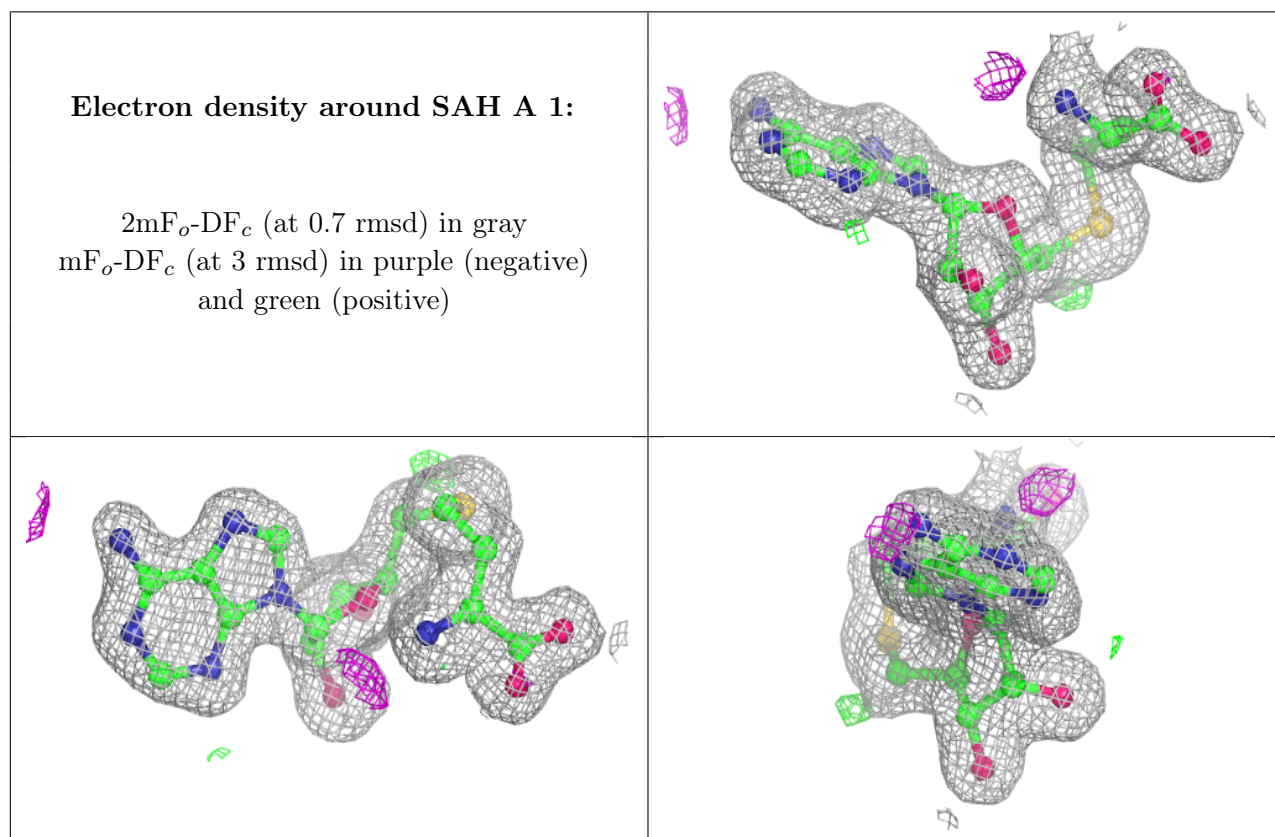 Electron density around SAH A 1:
2mFo-DFc (at 0.7 rmsd) in gray
mFo-DFc (at 3 rmsd) in purple (negative)
and green (positive)